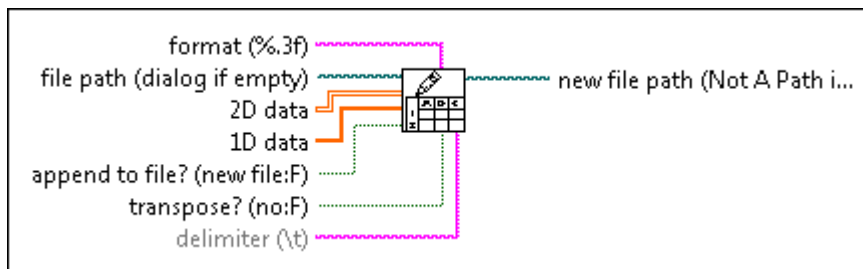 format (%.3f)
file path (dialog if empty)
new file path (Not A Path i...
2D data
1D data
append to file? (new file:F)
transpose? (no:F)
delimiter (\t)